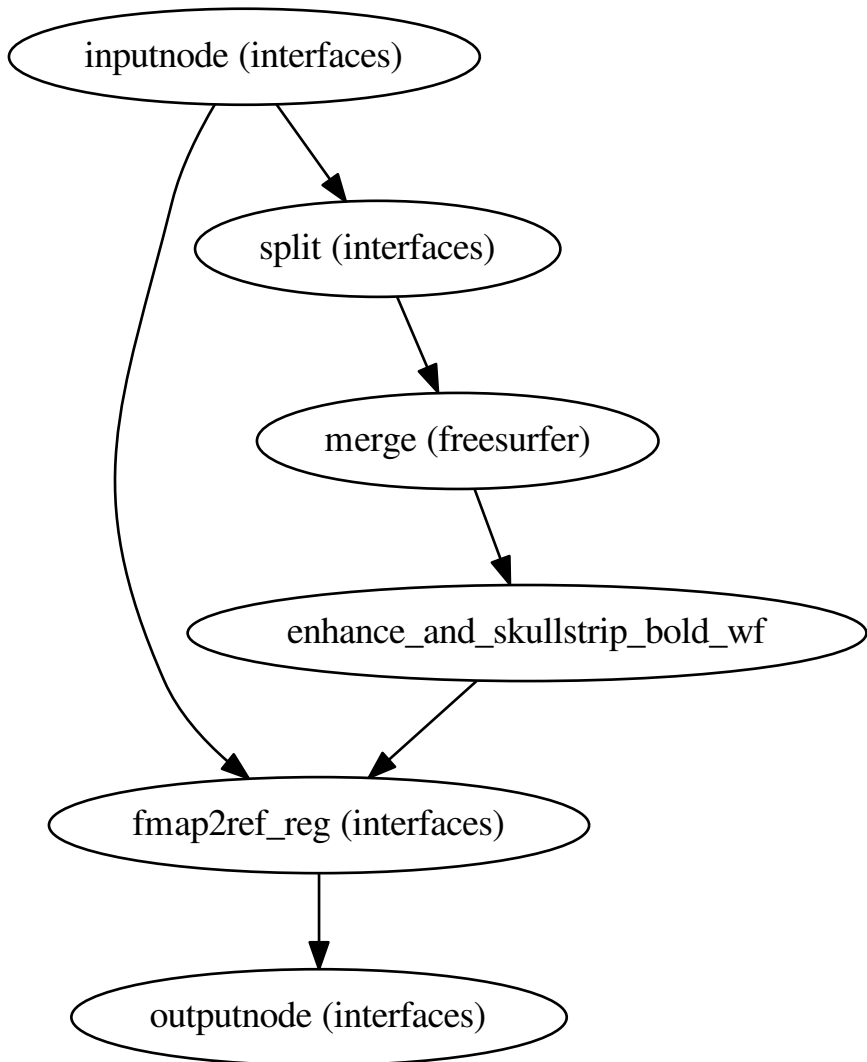 inputnode (interfaces)
split (interfaces)
merge (freesurfer)
enhance_and_skullstrip_bold_wf
fmap2ref_reg (interfaces)
outputnode (interfaces)